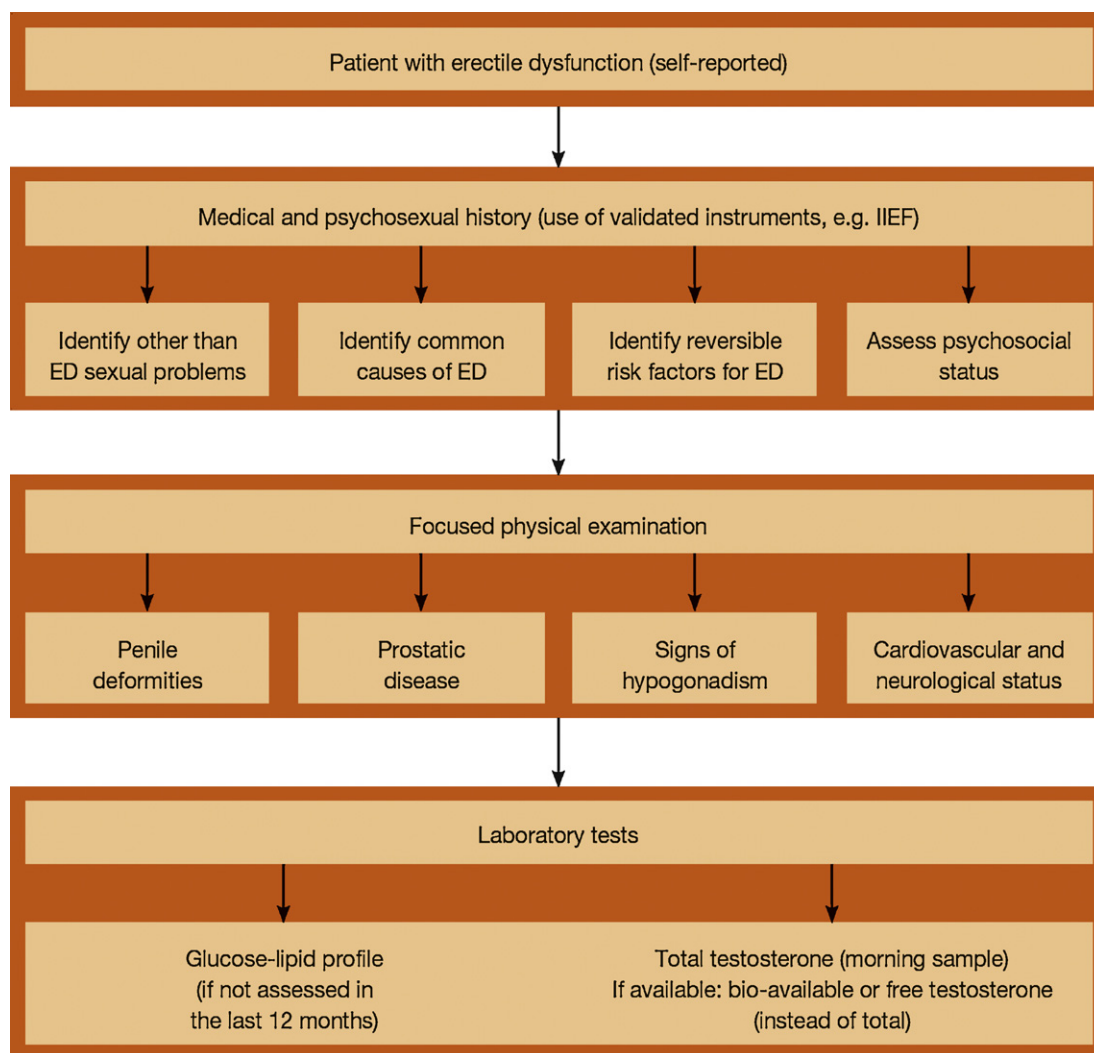 Patient with erectile dysfunction (self-reported)
Medical and psychosexual history (use of validated instruments, e.g. IIEF)
Identify other than
ED sexual problems
Identify common
causes of ED
Identify reversible
risk factors for ED
Assess psychosocial
status
Focused physical examination
Penile
deformities
Prostatic
disease
Signs of
hypogonadism
Cardiovascular and
neurological status
Laboratory tests
Glucose-lipid profile
(if not assessed in
the last 12 months)
Total testosterone (morning sample)
If available: bio-available or free testosterone
(instead of total)